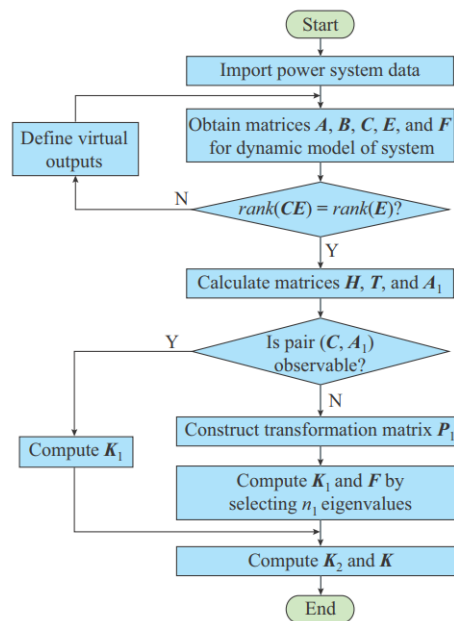 Start
Import power system data
Obtain matrices A, B, C, E, and F
for dynamic model of system
Define virtual
outputs
N
rank(CE) = rank(E)?
Y
Calculate matrices H, T, and A₁
Y
Is pair (C, A₁)
observable?
N
Construct transformation matrix P₁
Compute K₁
Compute K₁ and F by
selecting n₁ eigenvalues
Compute K₂ and K
End